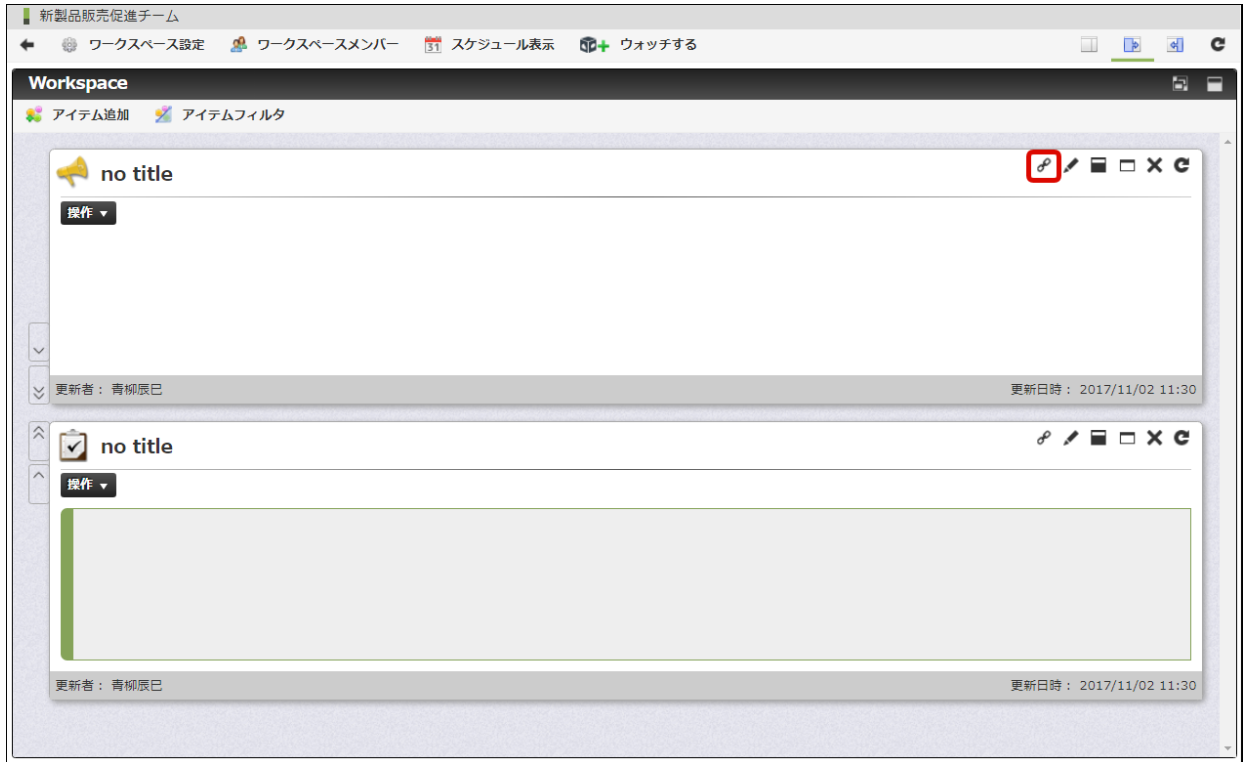 新製品販売促進チーム
ワークスペース設定 ワークスペースメンバー 31 スケジュール表示 ウォッチする
Workspace
アイテム追加 アイテムフィルタ
no title
操作
更新者： 青柳辰巳 更新日時： 2017/11/02 11:30
no title
操作
更新者： 青柳辰巳 更新日時： 2017/11/02 11:30